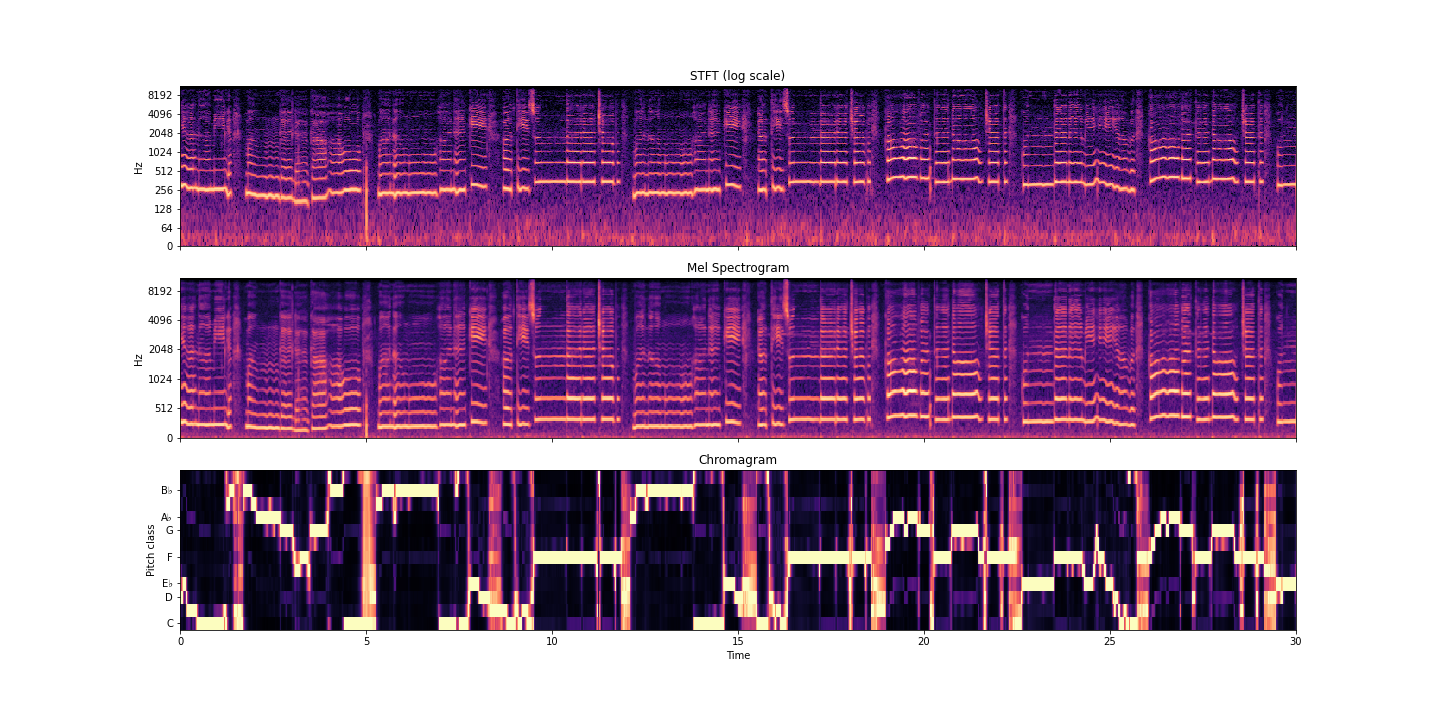 STFT (log scale)
8192
4096
2048
1024
512
256
128
64
0
Hz
Mel Spectrogram
8192
4096
2048
1024
512
0
Hz
Chromagram
B♭
A♭
G
F
E♭
D
C
Pitch class
0 5 10 15 20 25 30
Time